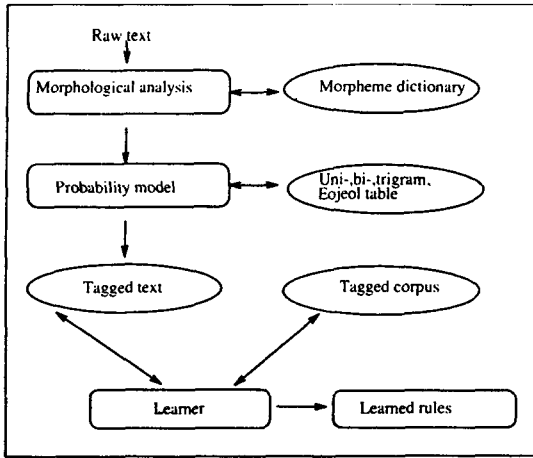 Raw text
Morphological analysis
Morpheme dictionary
Probability model
Uni-,bi-,trigram,
Eojeol table
Tagged text
Tagged corpus
Learner
Learned rules